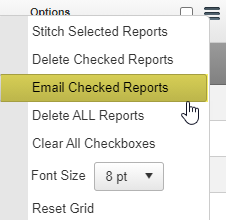 Options
Stitch Selected Reports
Delete Checked Reports
Email Checked Reports
Delete ALL Reports
Clear All Checkboxes
Font Size 8 pt
Reset Grid